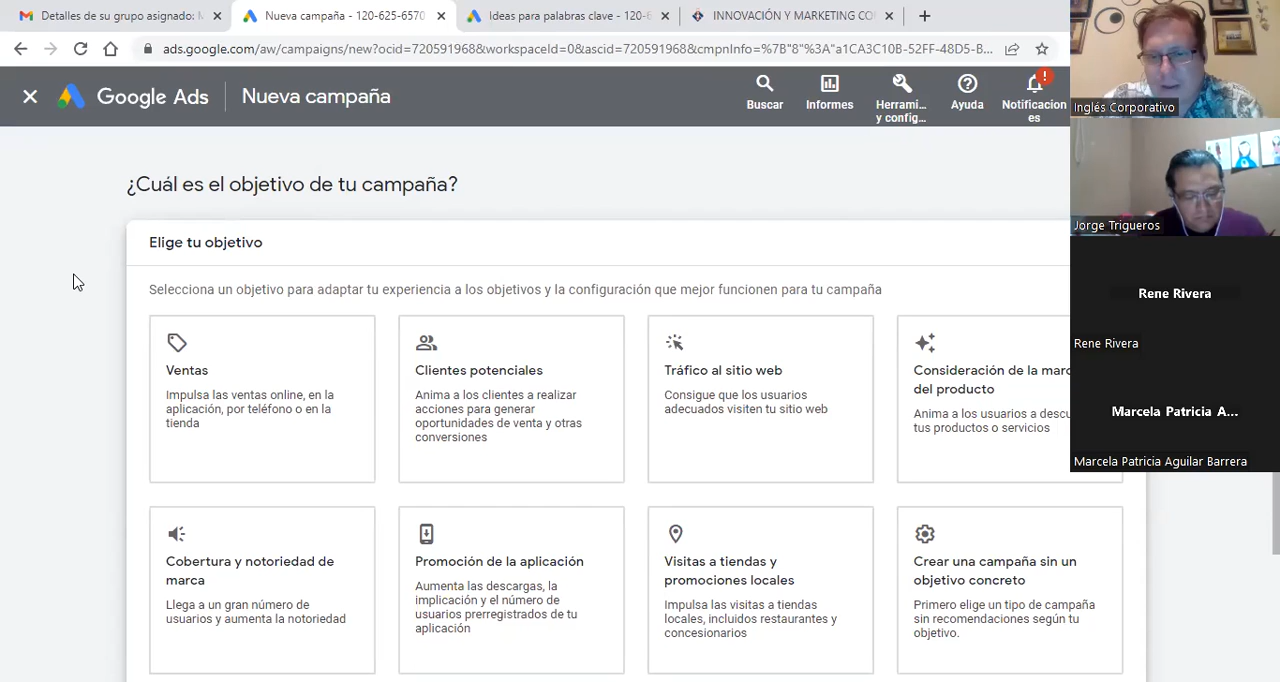 Detalles de su grupo asignado: M
Nueva campaña - 120-625-6570
Ideas para palabras clave - 120-6
INNOVACIÓN Y MARKETING CO
ads.google.com/aw/campaigns/new?ocid=720591968&workspaceId=0&ascid=720591968&cmpnInfo=%7B"8"%3A"a1CA3C10-52FF-48D5-B...
Google Ads
Nueva campaña
Buscar
Informes
Herrami...
y config...
Ayuda
Notificacion
es
Inglés Corporativo
Jorge Trigueros
Rene Rivera
Rene Rivera
Marcela Patricia A...
Marcela Patricia Aguilar Barrera
¿Cuál es el objetivo de tu campaña?
Elige tu objetivo
Selecciona un objetivo para adaptar tu experiencia a los objetivos y la configuración que mejor funcionen para tu campaña
Ventas
Impulsa las ventas online, en la
aplicación, por teléfono o en la
tienda
Clientes potenciales
Anima a los clientes a realizar
acciones para generar
oportunidades de venta y otras
conversiones
Tráfico al sitio web
Consigue que los usuarios
adecuados visiten tu sitio web
Consideración de la marc
del producto
Anima a los usuarios a descu
tus productos o servicios
Cobertura y notoriedad de
marca
Llega a un gran número de
usuarios y aumenta la notoriedad
Promoción de la aplicación
Aumenta las descargas, la
implicación y el número de
usuarios prerregistrados de tu
aplicación
Visitas a tiendas y
promociones locales
Impulsa las visitas a tiendas
locales, incluidos restaurantes y
concesionarios
Crear una campaña sin un
objetivo concreto
Primero elige un tipo de campaña
sin recomendaciones según tu
objetivo.